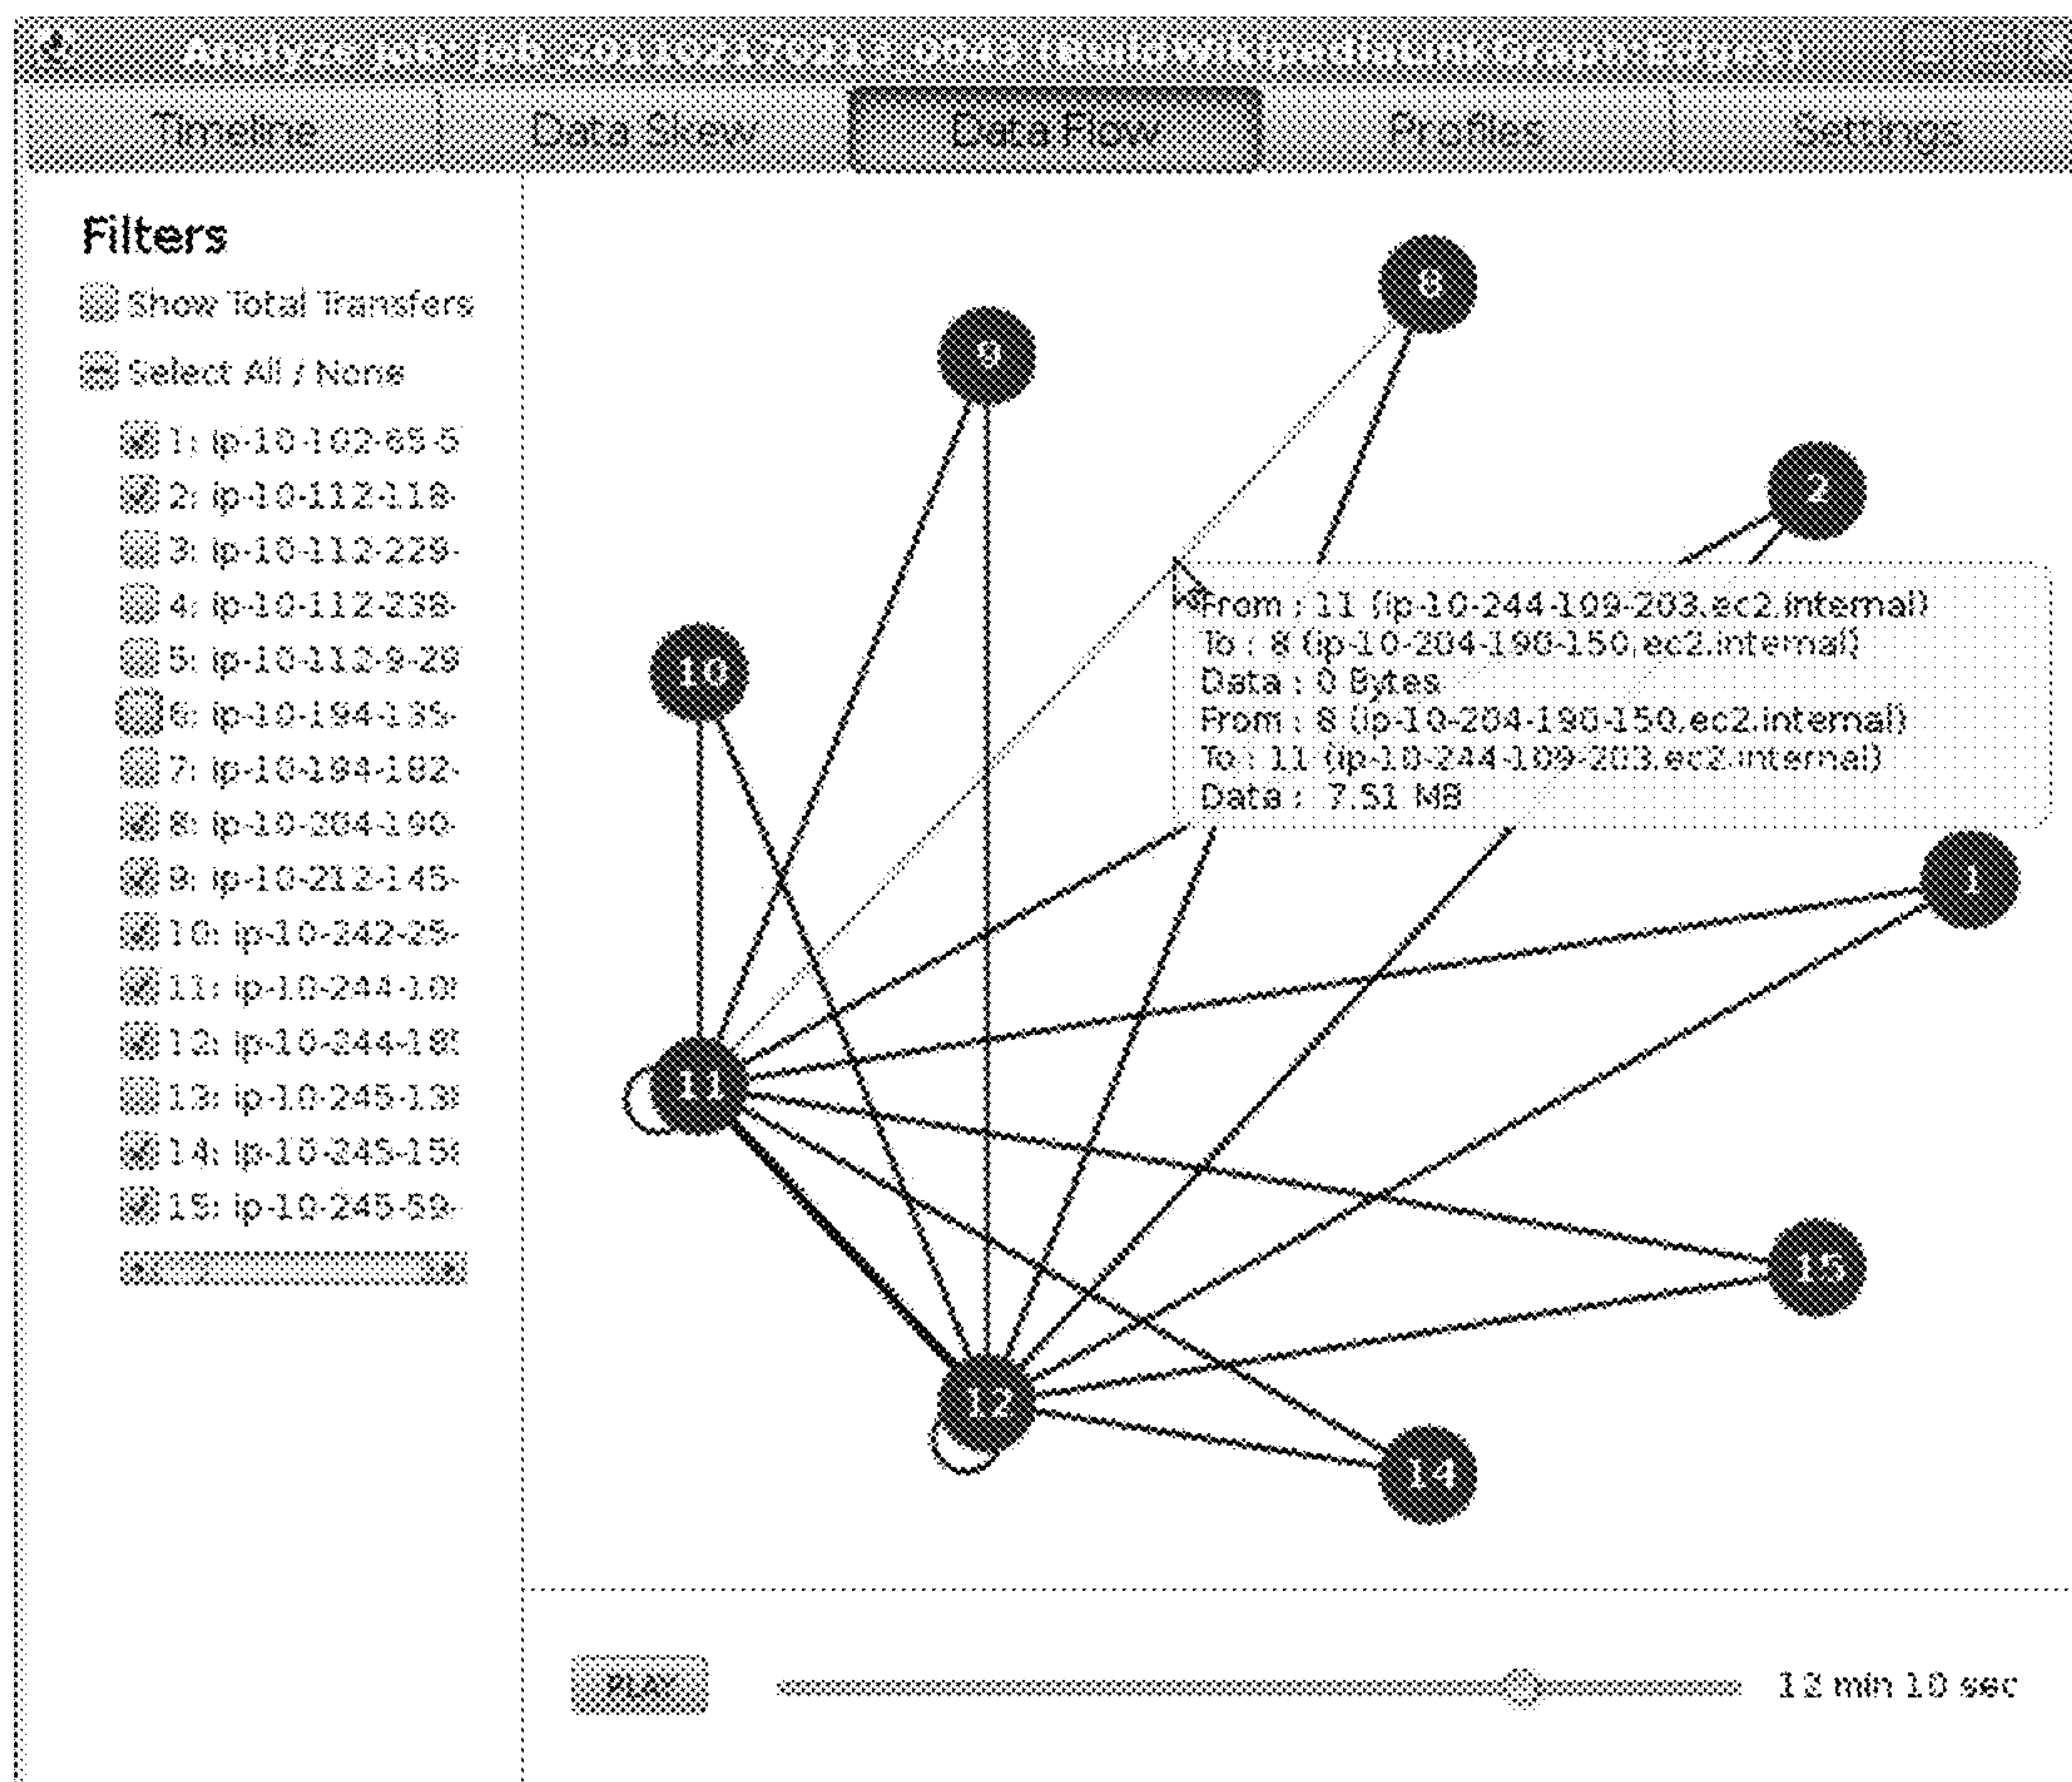 Analyze Job: job_201102170213_0043 (BuildWikipediaLinkGraph\Edges)
Timeline
Data Skew
Data Flow
Profiles
Settings
Filters
Show Total Transfers
Select All / None
1: ip-10-102-65-5
2: ip-10-112-118-
3: ip-10-112-229-
4: ip-10-112-238-
5: ip-10-112-9-29
6: ip-10-194-135-
7: ip-10-194-192-
8: ip-10-204-190-
9: ip-10-212-145-
10: ip-10-242-25-
11: ip-10-244-10
12: ip-10-244-18
13: ip-10-245-13
14: ip-10-245-15
15: ip-10-245-59-
8
9
2
10
From : 11 (ip-10-244-109-203.ec2.internal)
To : 8 (ip-10-204-190-150.ec2.internal)
Data : 0 Bytes
From : 8 (ip-10-204-190-150.ec2.internal)
To : 11 (ip-10-244-109-203.ec2.internal)
Data : 7.51 MB
1
11
15
12
14
PLAY
12 min 10 sec